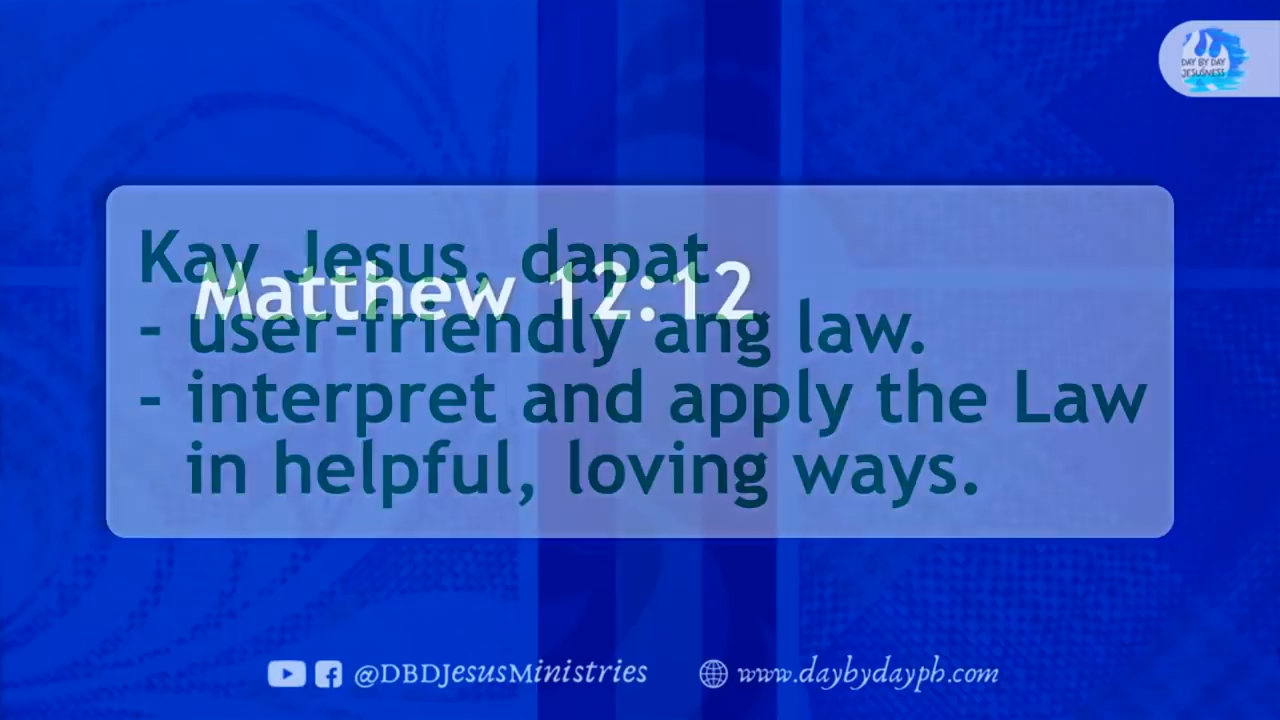 DAY BY DAY
JESUSNESS
Kay Jesus, dapat
Matthew 12:12
- user-friendly ang law.
- interpret and apply the Law
in helpful, loving ways.
@DBDJesusMinistries
www.daybydayph.com